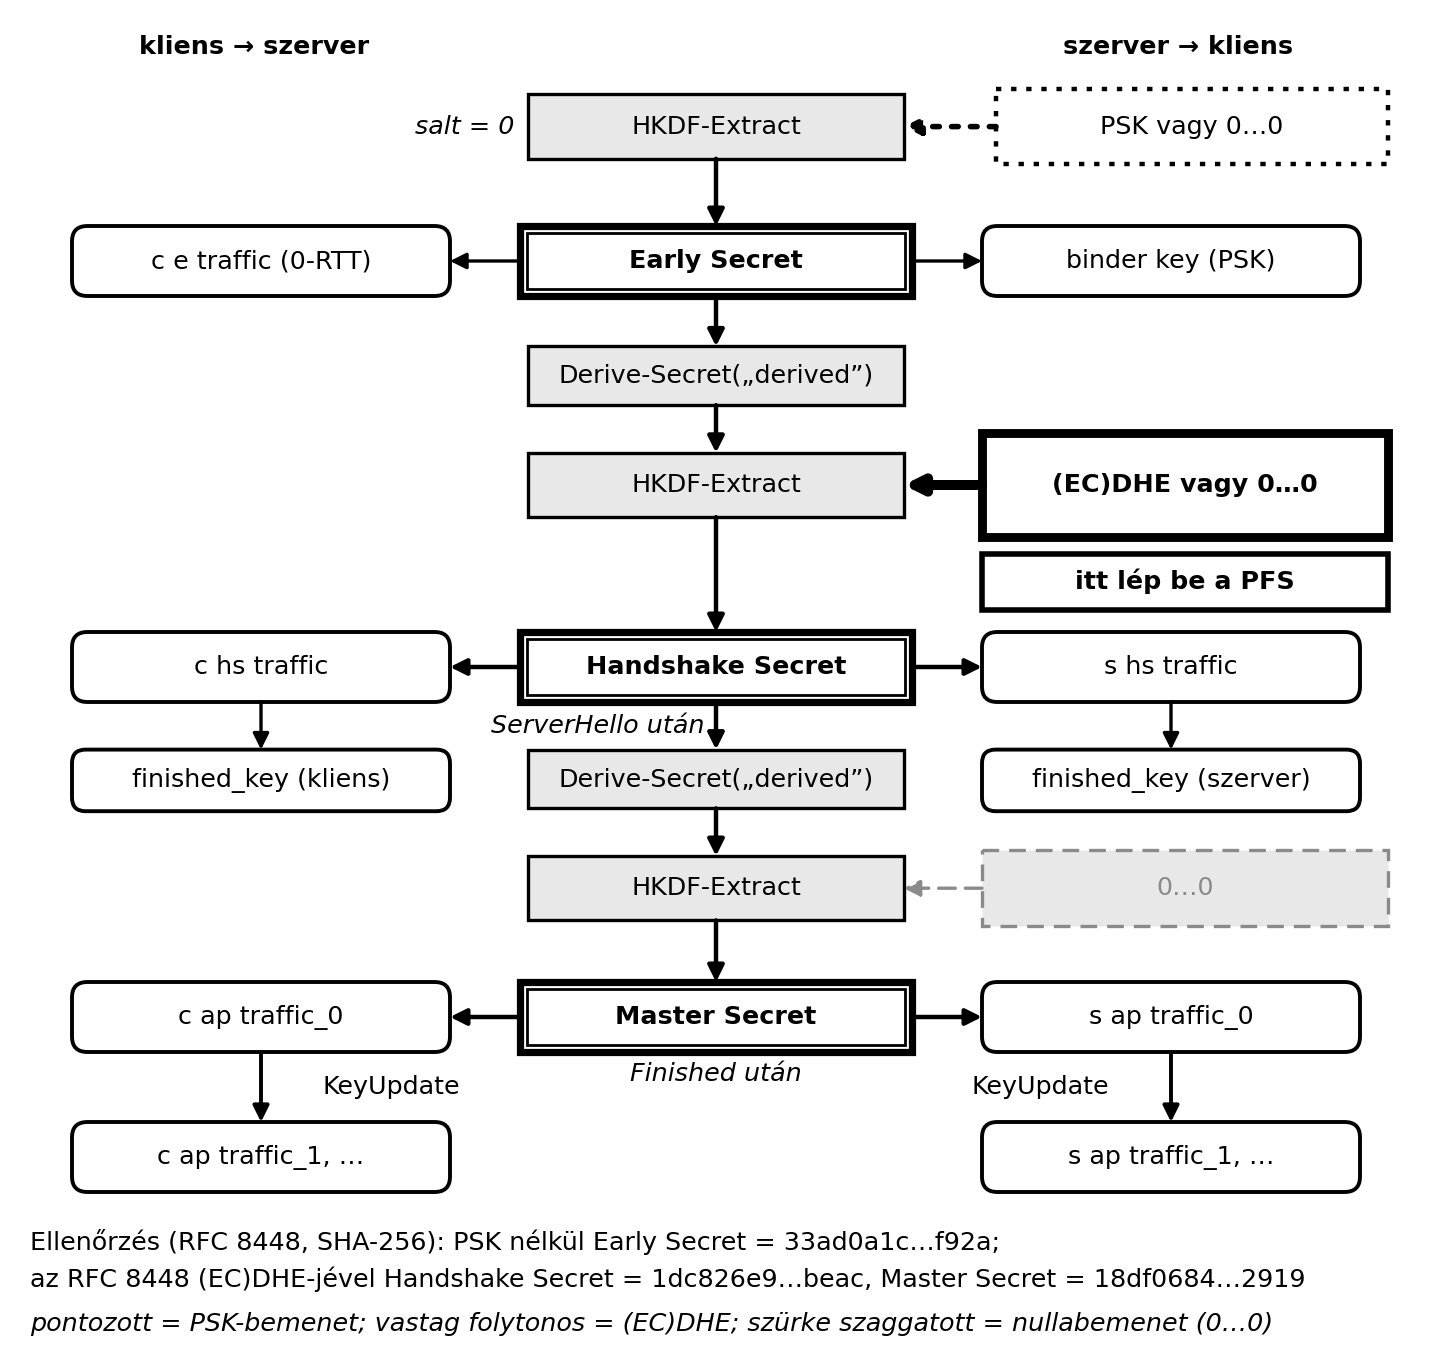 kliens → szerver
szerver → kliens
salt = 0
HKDF-Extract
PSK vagy 0…0
c e traffic (0-RTT)
Early Secret
binder key (PSK)
Derive-Secret(„derived”)
HKDF-Extract
(EC)DHE vagy 0…0
itt lép be a PFS
c hs traffic
Handshake Secret
s hs traffic
ServerHello után
finished_key (kliens)
Derive-Secret(„derived”)
finished_key (szerver)
HKDF-Extract
0…0
c ap traffic_0
Master Secret
s ap traffic_0
Finished után
KeyUpdate
KeyUpdate
c ap traffic_1, …
s ap traffic_1, …
Ellenőrzés (RFC 8448, SHA-256): PSK nélkül Early Secret = 33ad0a1c…f92a;
az RFC 8448 (EC)DHE-jével Handshake Secret = 1dc826e9…beac, Master Secret = 18df0684…2919
pontozott = PSK-bemenet; vastag folytonos = (EC)DHE; szürke szaggatott = nullabemenet (0…0)